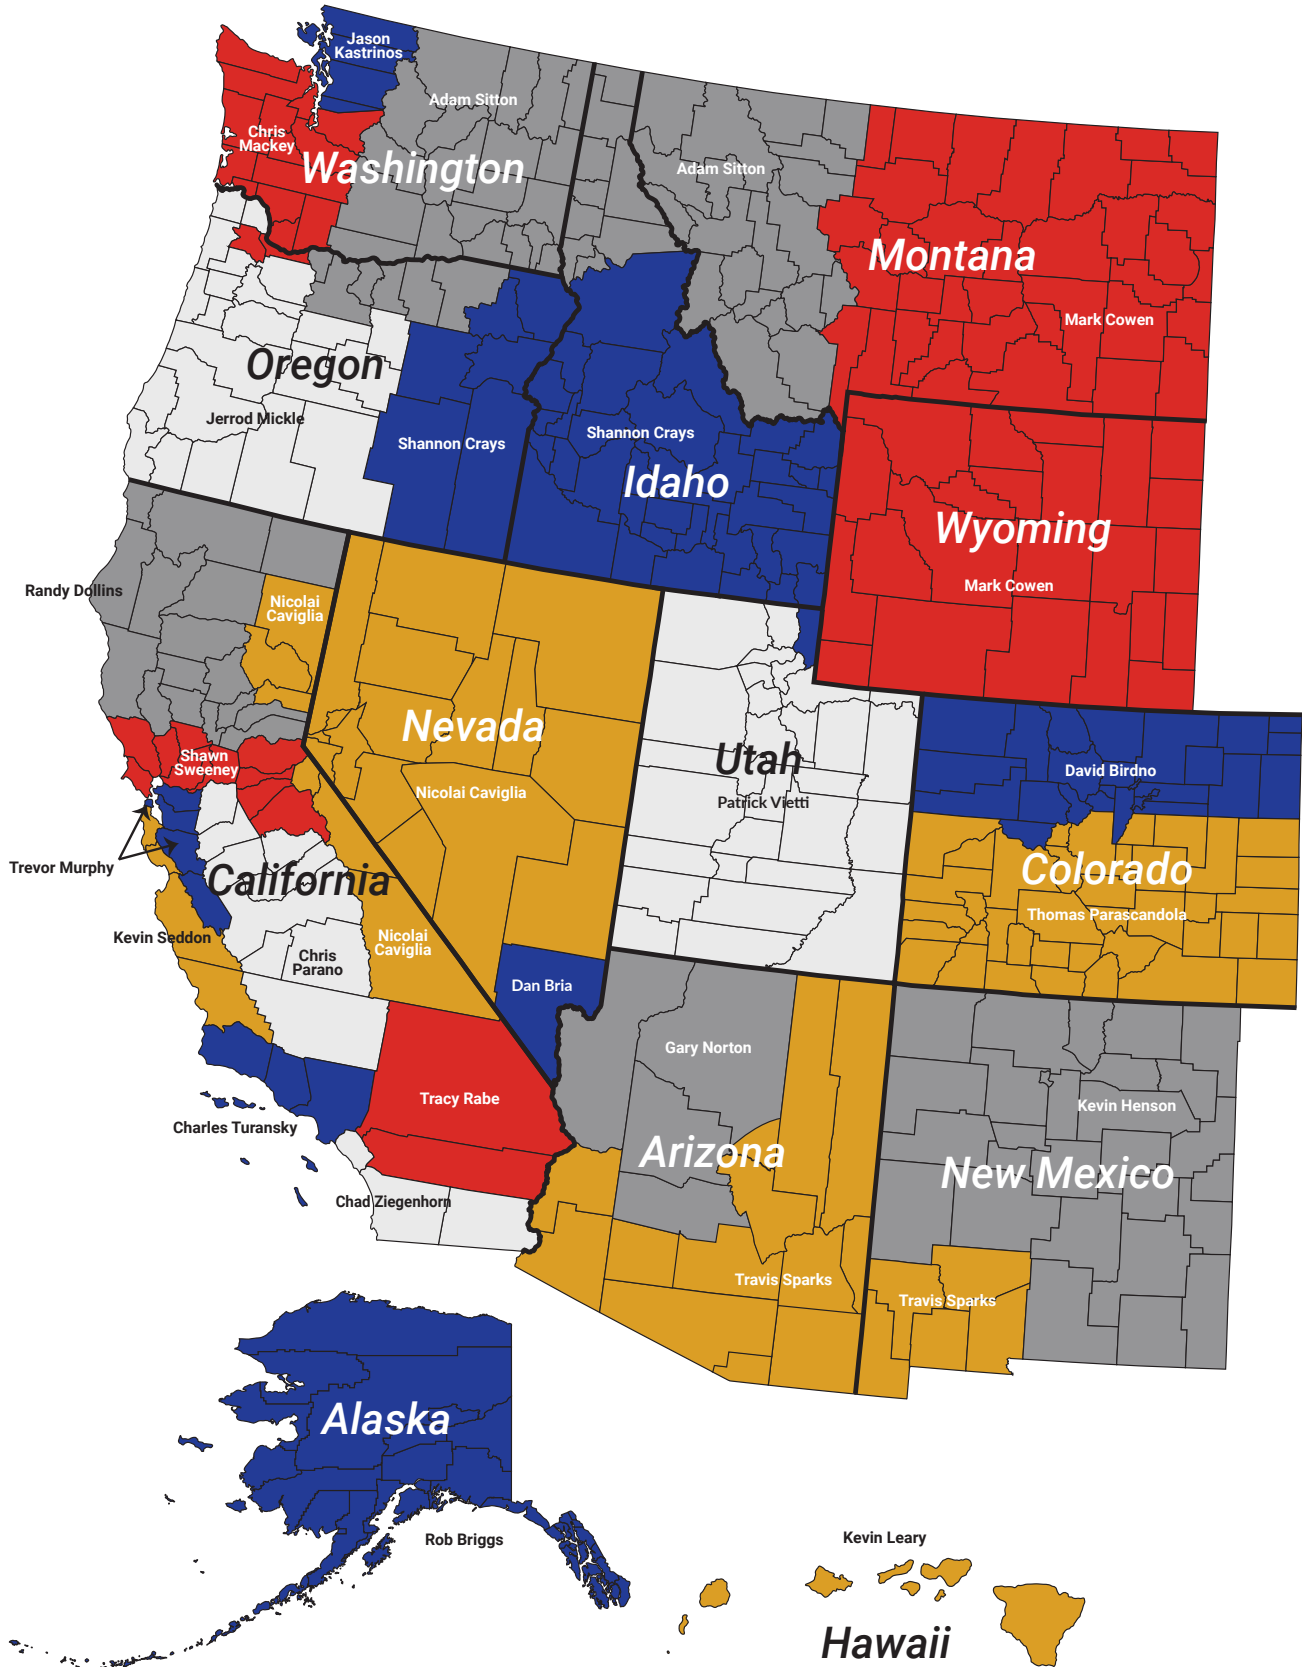 Jason
Kastrinos
Adam Sitton
Chris
Mackey
Washington
Adam Sitton
Montana
Mark Cowen
Oregon
Jerrod Mickle
Shannon Crays
Shannon Crays
Idaho
Wyoming
Mark Cowen
Randy Dollins
Nicolai
Caviglia
Nevada
Nicolai Caviglia
Utah
Patrick Vietti
Shawn
Sweeney
David Birdno
Colorado
Thomas Parascandola
Trevor Murphy
California
Kevin Seddon
Nicolai
Caviglia
Chris
Parano
Dan Bria
Gary Norton
Tracy Rabe
Kevin Henson
Charles Turansky
Arizona
New Mexico
Chad Ziegenhorn
Travis Sparks
Travis Sparks
Alaska
Rob Briggs
Kevin Leary
Hawaii